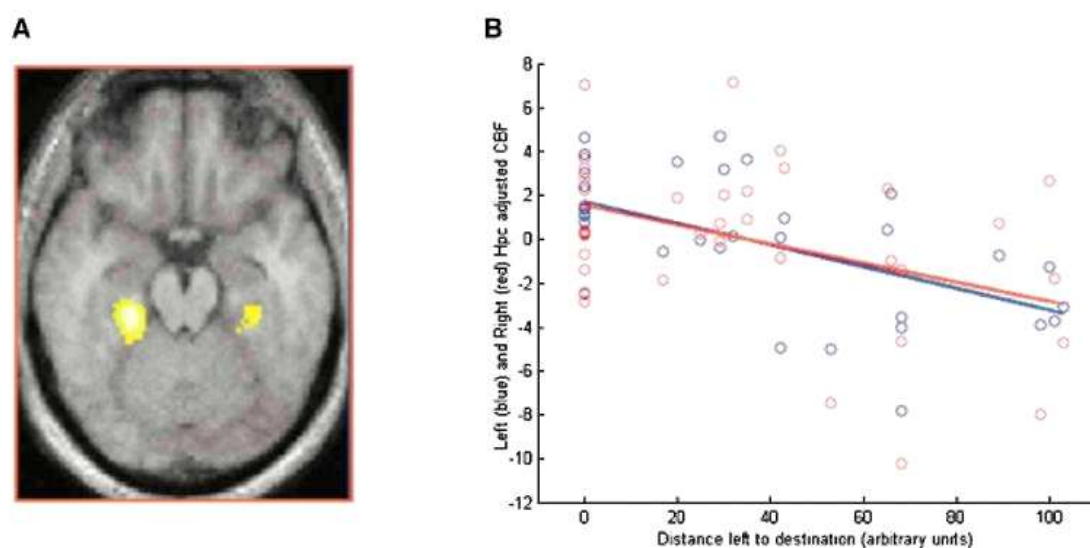 A
B
Left (blue) and Right (red) Hpc adjusted CBF
8
6
4
2
0
-2
-4
-6
-8
-10
-12
0 20 40 60 80 100
Distance left to destination (arbitrary units)